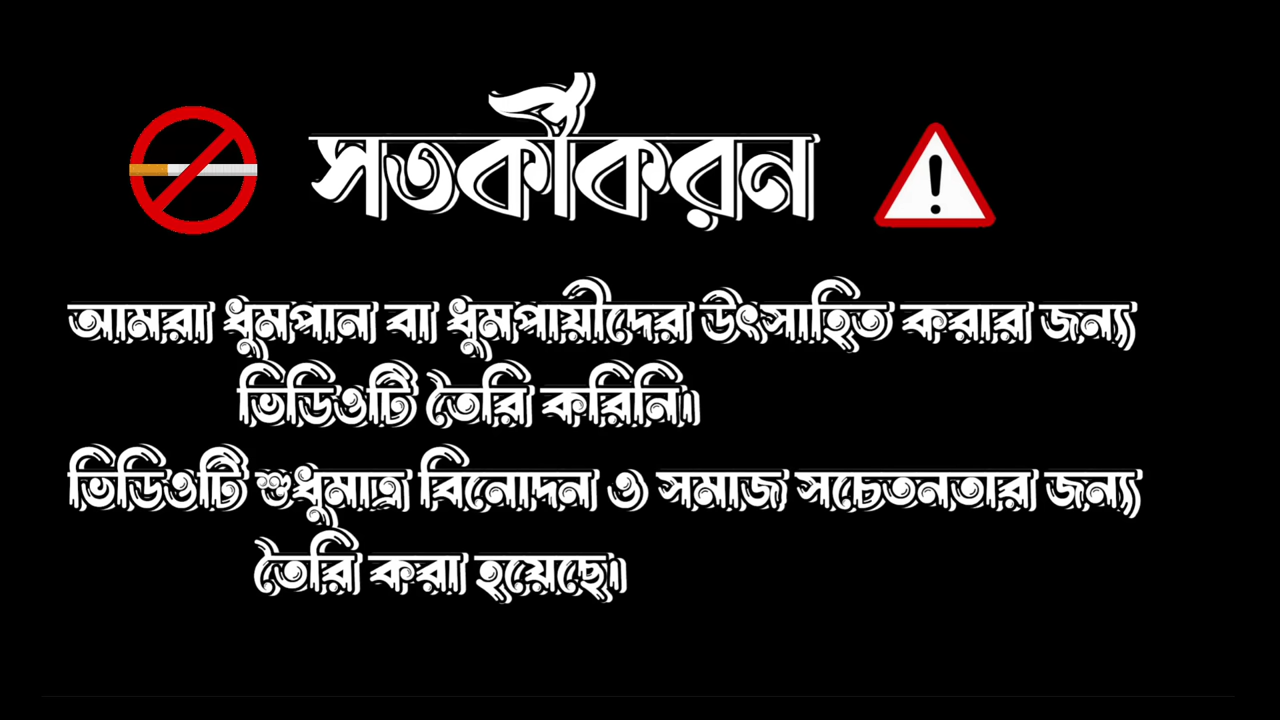 সতর্কীকরন
আমরা ধুমপান বা ধুমপায়ীদের উৎসাহিত করার জন্য
ভিডিওটি তৈরি করিনি।
ভিডিওটি শুধুমাত্র বিনোদন ও সমাজ সচেতনতার জন্য
তৈরি করা হয়েছে।